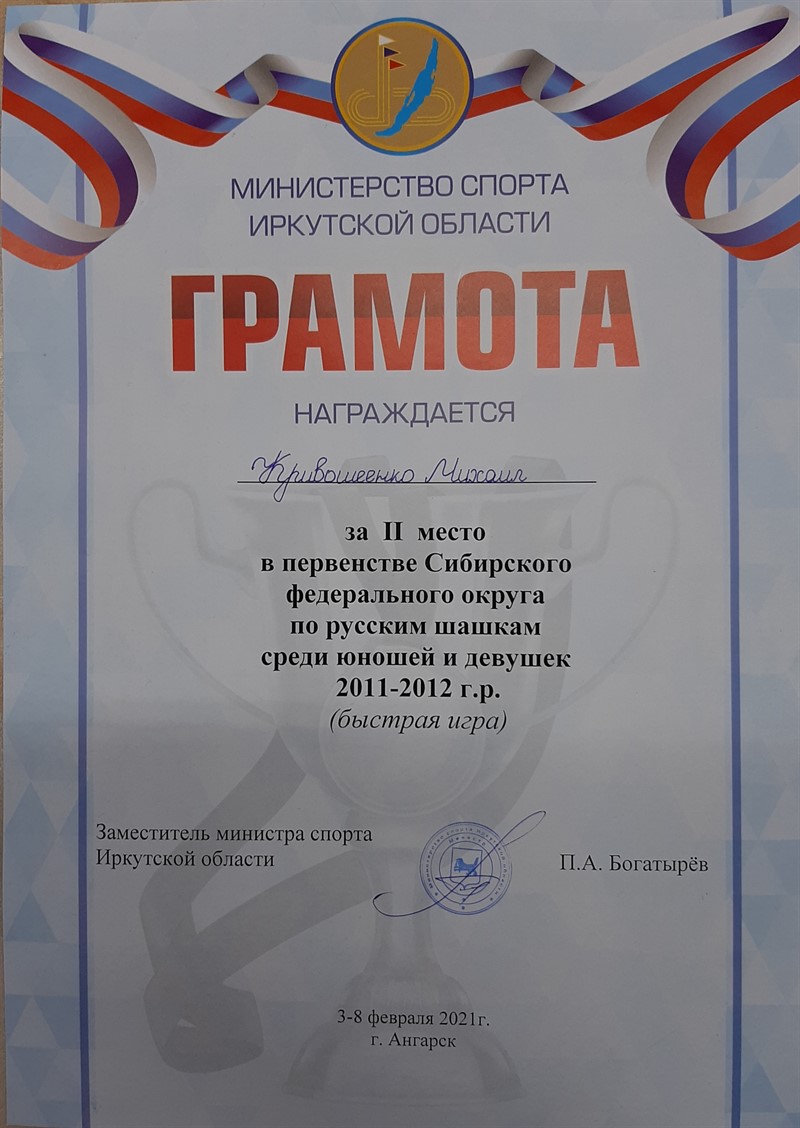 МИНИСТЕРСТВО СПОРТА
ИРКУТСКОЙ ОБЛАСТИ
ГРАМОТА
НАГРАЖДАЕТСЯ
Кривошеенко Михаил
за II место
в первенстве Сибирского
федерального округа
по русским шашкам
среди юношей и девушек
2011-2012 г.р.
(быстрая игра)
Заместитель министра спорта
Иркутской области
П.А. Богатырёв
3-8 февраля 2021г.
г. Ангарск